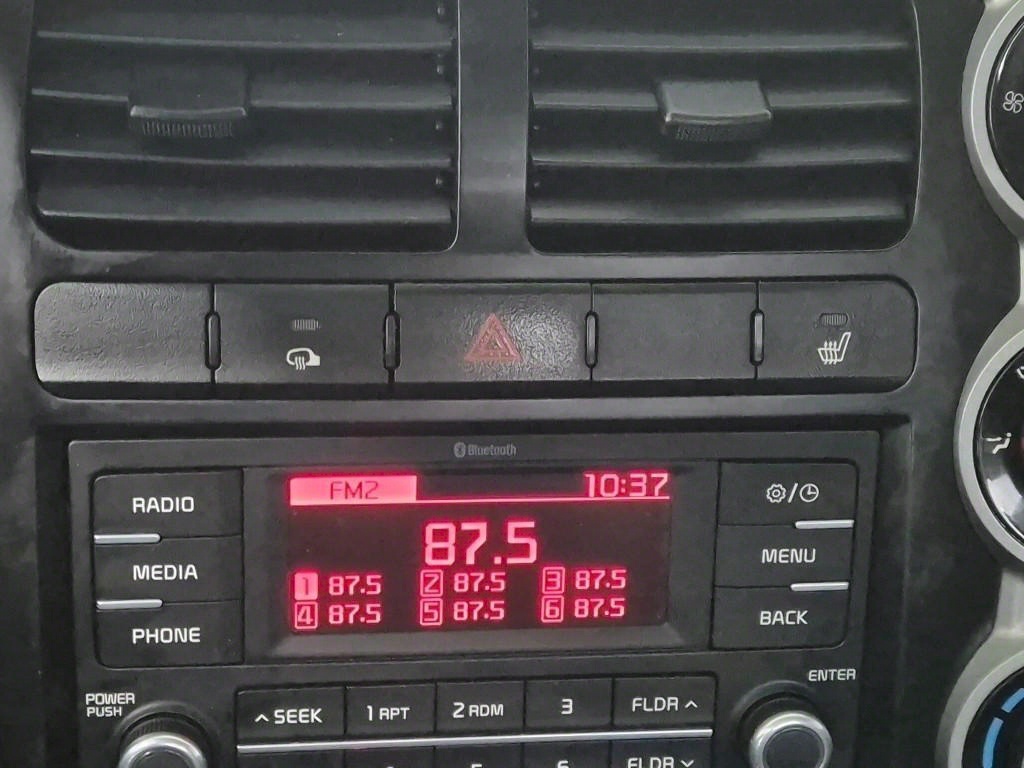 Bluetooth
RADIO
MEDIA
PHONE
FM2 10:37
87.5
1 87.5 2 87.5 3 87.5
4 87.5 5 87.5 6 87.5
MENU
BACK
POWER
PUSH
ENTER
SEEK 1 RPT 2 RDM 3 FLDR
FLDR